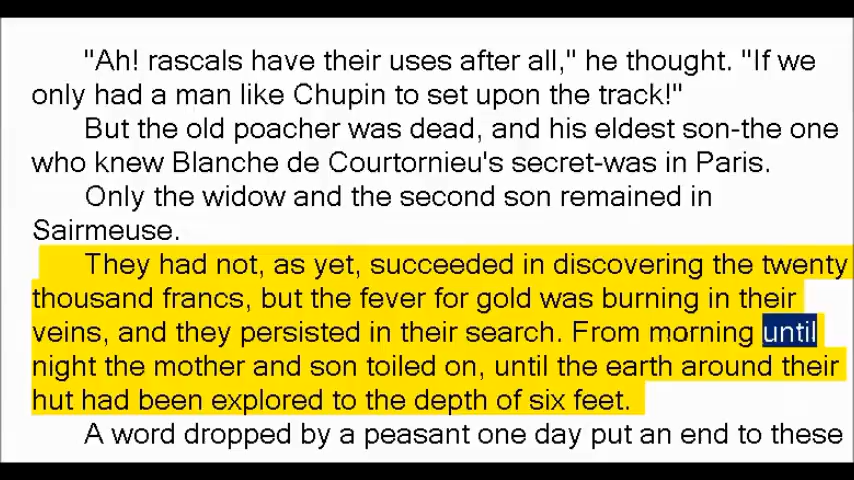 "Ah! rascals have their uses after all," he thought. "If we
only had a man like Chupin to set upon the track!"
But the old poacher was dead, and his eldest son-the one
who knew Blanche de Courtornieu's secret-was in Paris.
Only the widow and the second son remained in
Sairmeuse.
They had not, as yet, succeeded in discovering the twenty
thousand francs, but the fever for gold was burning in their
veins, and they persisted in their search. From morning until
night the mother and son toiled on, until the earth around their
hut had been explored to the depth of six feet.
A word dropped by a peasant one day put an end to these